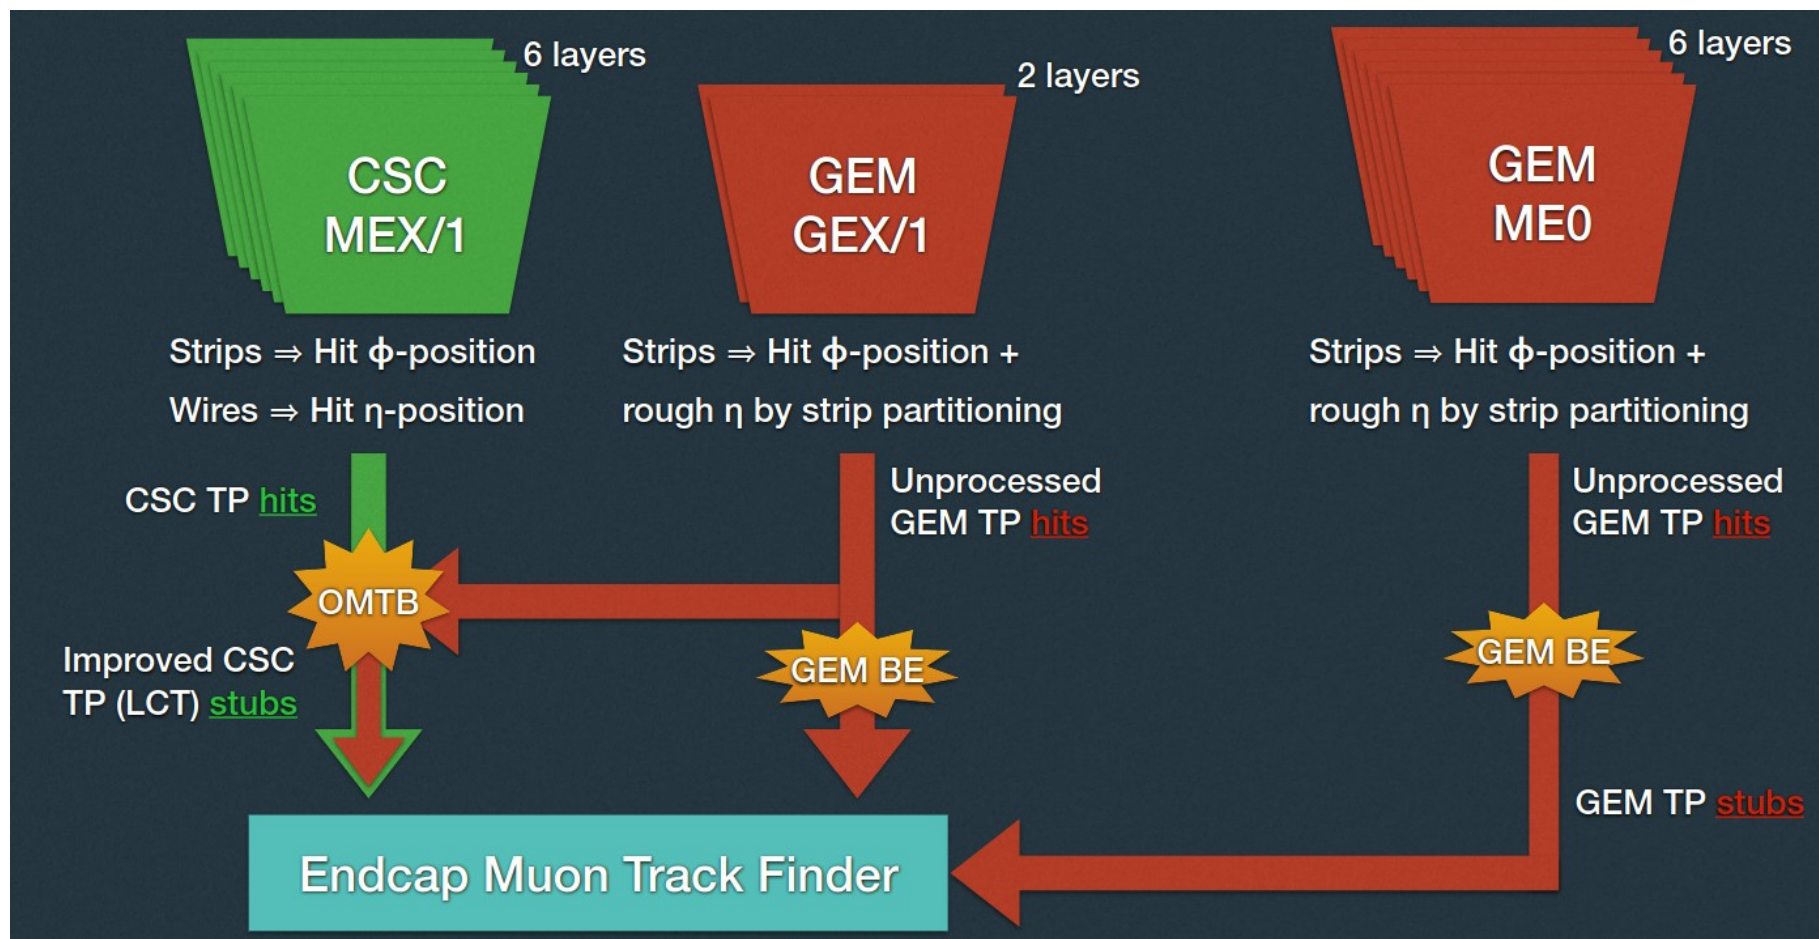 6 layers
CSC
MEX/1
Strips ⇒ Hit ϕ-position
Wires ⇒ Hit η-position
2 layers
GEM
GEX/1
Strips ⇒ Hit ϕ-position +
rough η by strip partitioning
6 layers
GEM
ME0
Strips ⇒ Hit ϕ-position +
rough η by strip partitioning
CSC TP hits
OMTB
Improved CSC
TP (LCT) stubs
Unprocessed
GEM TP hits
GEM BE
Unprocessed
GEM TP hits
GEM BE
GEM TP stubs
Endcap Muon Track Finder